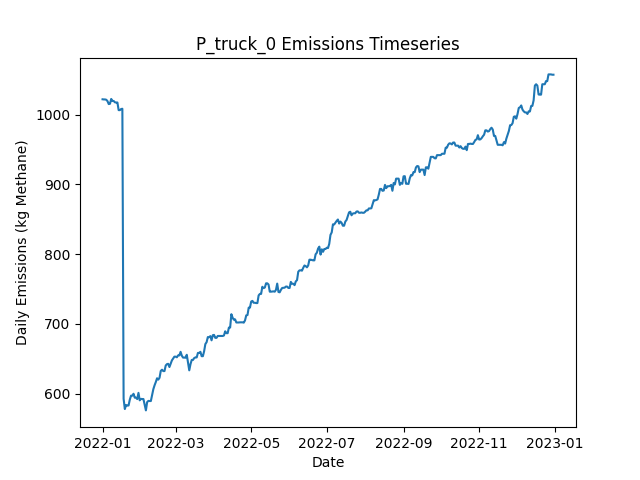 P_truck_0 Emissions Timeseries
Daily Emissions (kg Methane)
1000
900
800
700
600
2022-01 2022-03 2022-05 2022-07 2022-09 2022-11 2023-01
Date